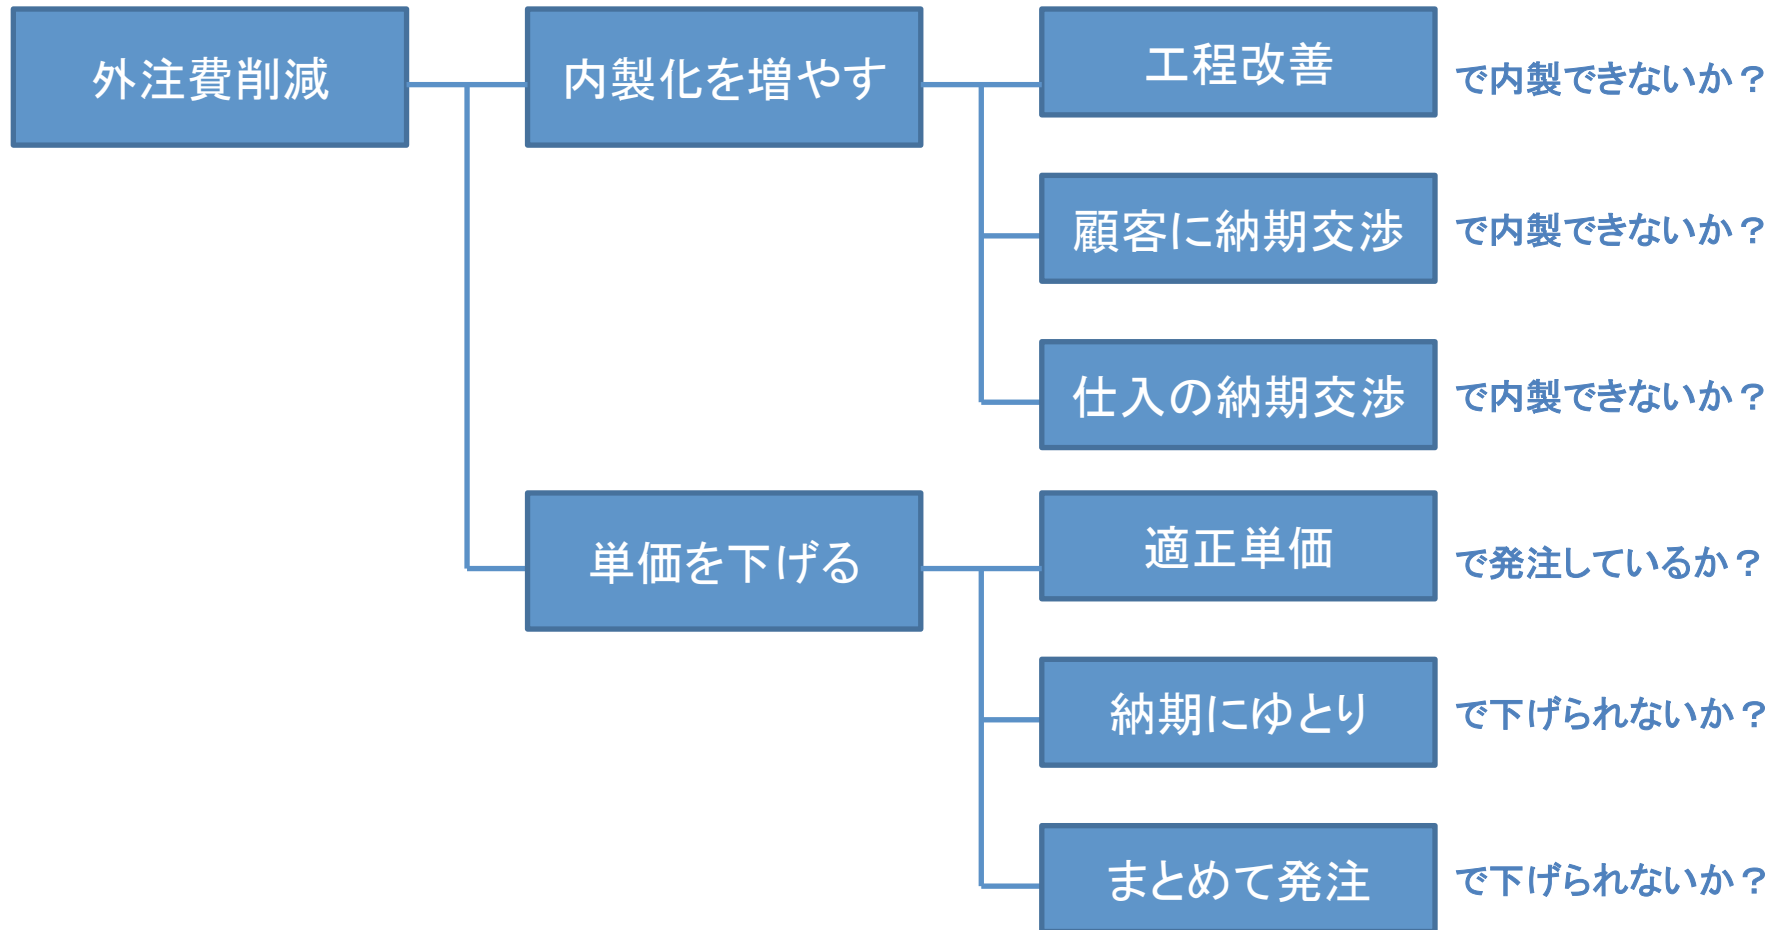 外注費削減
内製化を増やす
工程改善
で内製できないか？
顧客に納期交渉
で内製できないか？
仕入の納期交渉
で内製できないか？
単価を下げる
適正単価
で発注しているか？
納期にゆとり
で下げられないか？
まとめて発注
で下げられないか？